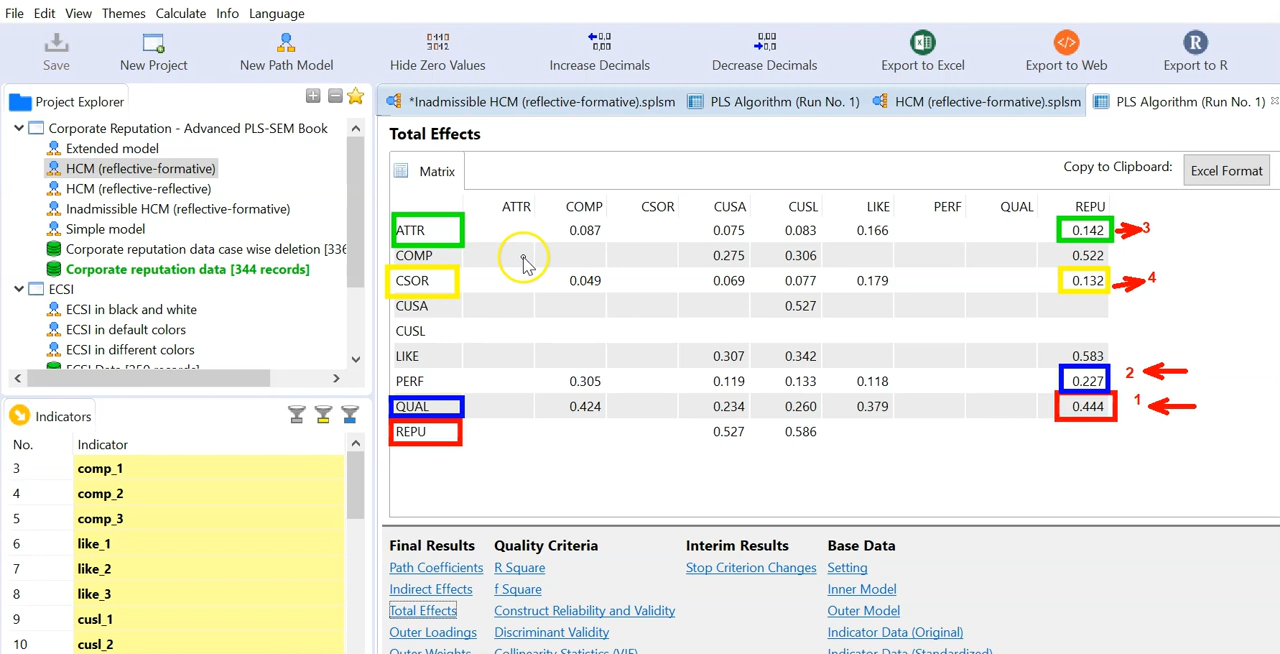 File Edit View Themes Calculate Info Language
Save New Project New Path Model Hide Zero Values Increase Decimals Decrease Decimals Export to Excel Export to Web Export to R
Project Explorer
Corporate Reputation - Advanced PLS-SEM Book
Extended model
HCM (reflective-formative)
HCM (reflective-reflective)
Inadmissible HCM (reflective-formative)
Simple model
Corporate reputation data case wise deletion [336
Corporate reputation data [344 records]
ECSI
ECSI in black and white
ECSI in default colors
ECSI in different colors
Indicators
No. Indicator
3 comp_1
4 comp_2
5 comp_3
6 like_1
7 like_2
8 like_3
9 cusl_1
10 cusl_2
*Inadmissible HCM (reflective-formative).splsm PLS Algorithm (Run No. 1) HCM (reflective-formative).splsm PLS Algorithm (Run No. 1)
Total Effects
Matrix
Copy to Clipboard: Excel Format
ATTR COMP CSOR CUSA CUSL LIKE PERF QUAL REPU
ATTR 0.087 0.075 0.083 0.166 0.142 3
COMP 0.275 0.306 0.522
CSOR 0.049 0.069 0.077 0.179 0.132 4
CUSA 0.527
CUSL
LIKE 0.307 0.342 0.583
PERF 0.305 0.119 0.133 0.118 0.227 2
QUAL 0.424 0.234 0.260 0.379 0.444 1
REPU 0.527 0.586
Final Results Quality Criteria Interim Results Base Data
Path Coefficients R Square Stop Criterion Changes Setting
Indirect Effects f Square Inner Model
Total Effects Construct Reliability and Validity Outer Model
Outer Loadings Discriminant Validity Indicator Data (Original)
Outer Weights Collinearity Statistics (VIF) Indicator Data (Standardized)